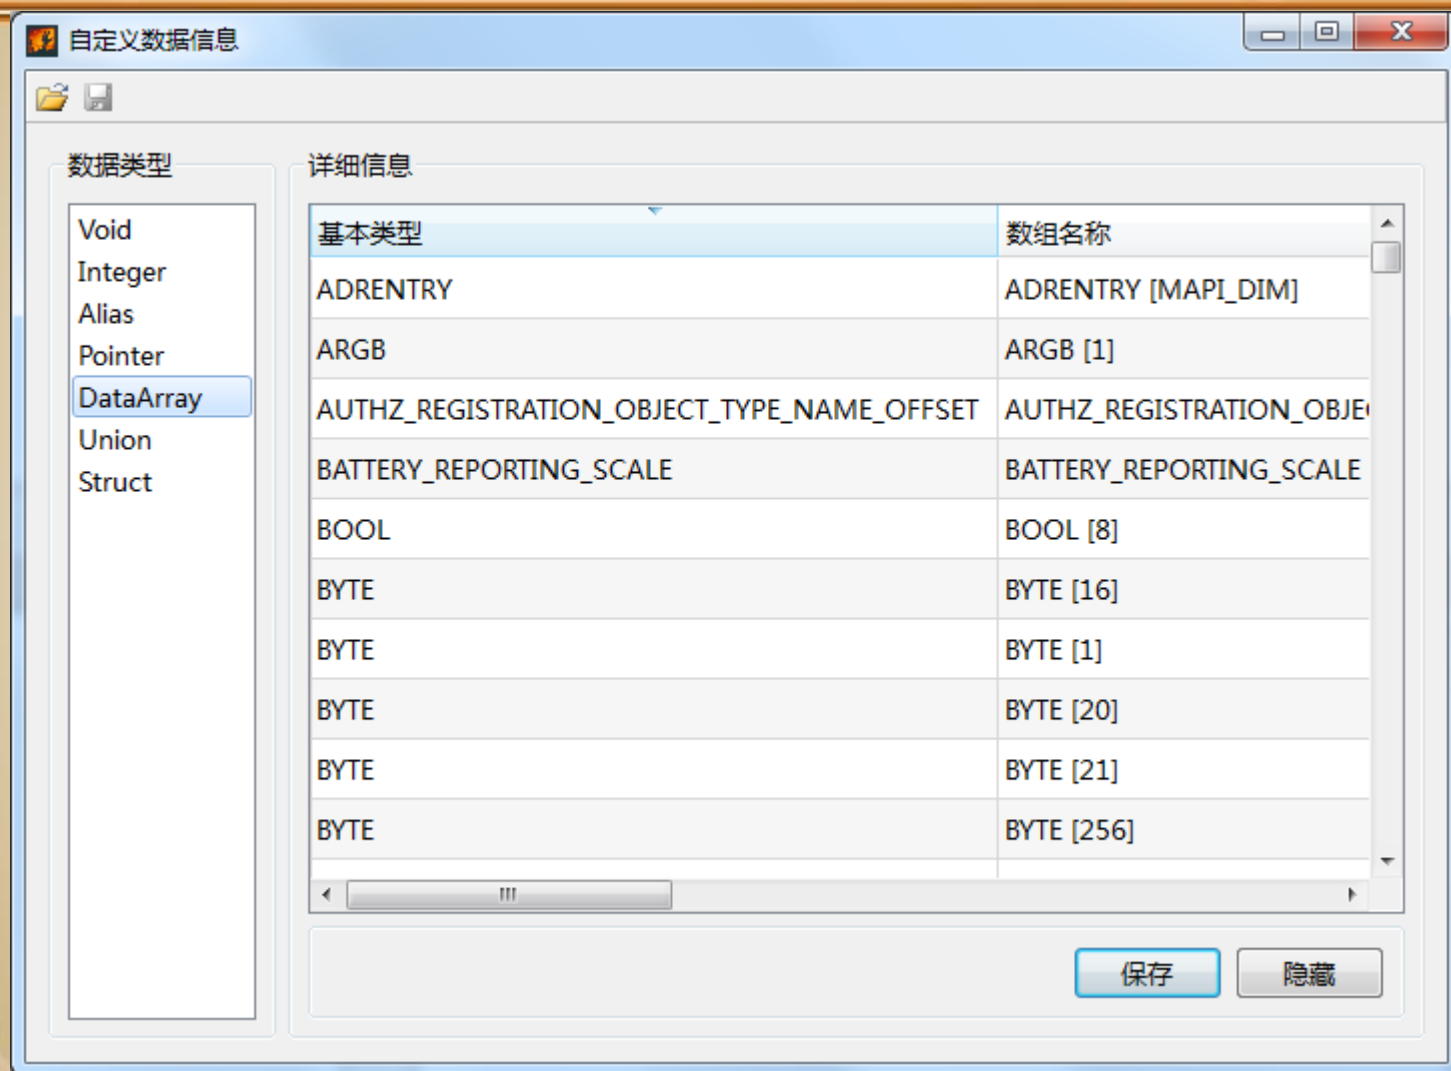 自定义数据信息
数据类型
Void
Integer
Alias
Pointer
DataArray
Union
Struct
详细信息
基本类型 数组名称
ADRENTRY ADRENTRY [MAPI_DIM]
ARGB ARGB [1]
AUTHZ_REGISTRATION_OBJECT_TYPE_NAME_OFFSET AUTHZ_REGISTRATION_OBJE
BATTERY_REPORTING_SCALE BATTERY_REPORTING_SCALE
BOOL BOOL [8]
BYTE BYTE [16]
BYTE BYTE [1]
BYTE BYTE [20]
BYTE BYTE [21]
BYTE BYTE [256]
保存 隐藏